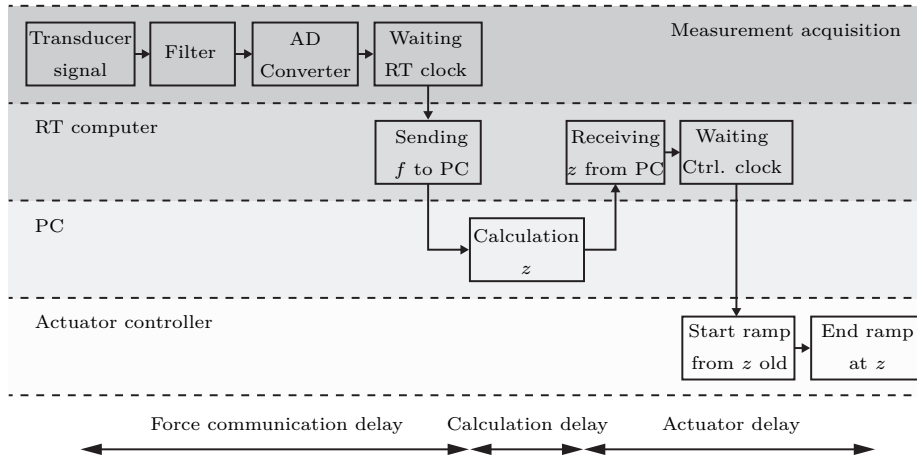 Measurement acquisition
Transducer
signal
Filter
AD
Converter
Waiting
RT clock
RT computer
Sending
f to PC
Receiving
z from PC
Waiting
Ctrl. clock
PC
Calculation
z
Actuator controller
Start ramp
from z old
End ramp
at z
Force communication delay
Calculation delay
Actuator delay